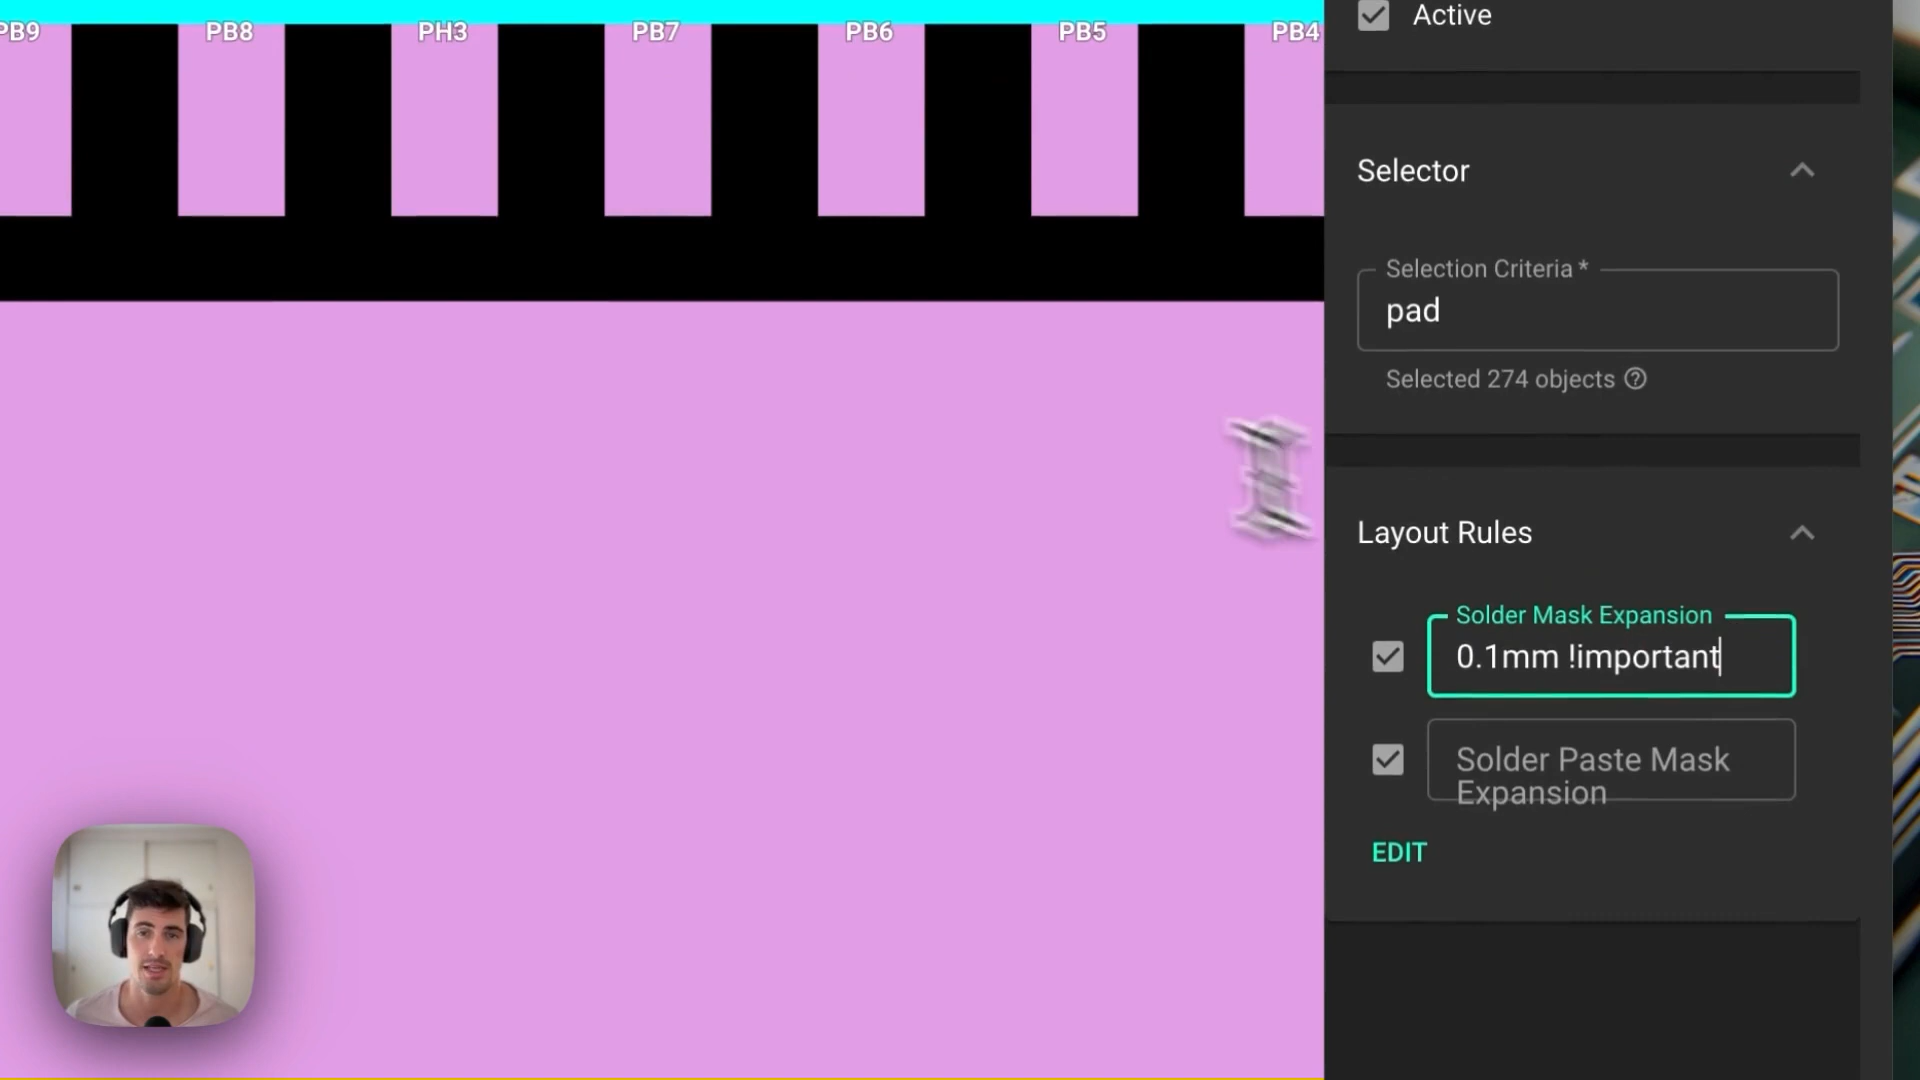 PB9 PB8 PH3 PB7 PB6 PB5 PB4
Active
Selector
Selection Criteria *
pad
Selected 274 objects
Layout Rules
Solder Mask Expansion
0.1mm !important
Solder Paste Mask
Expansion
EDIT